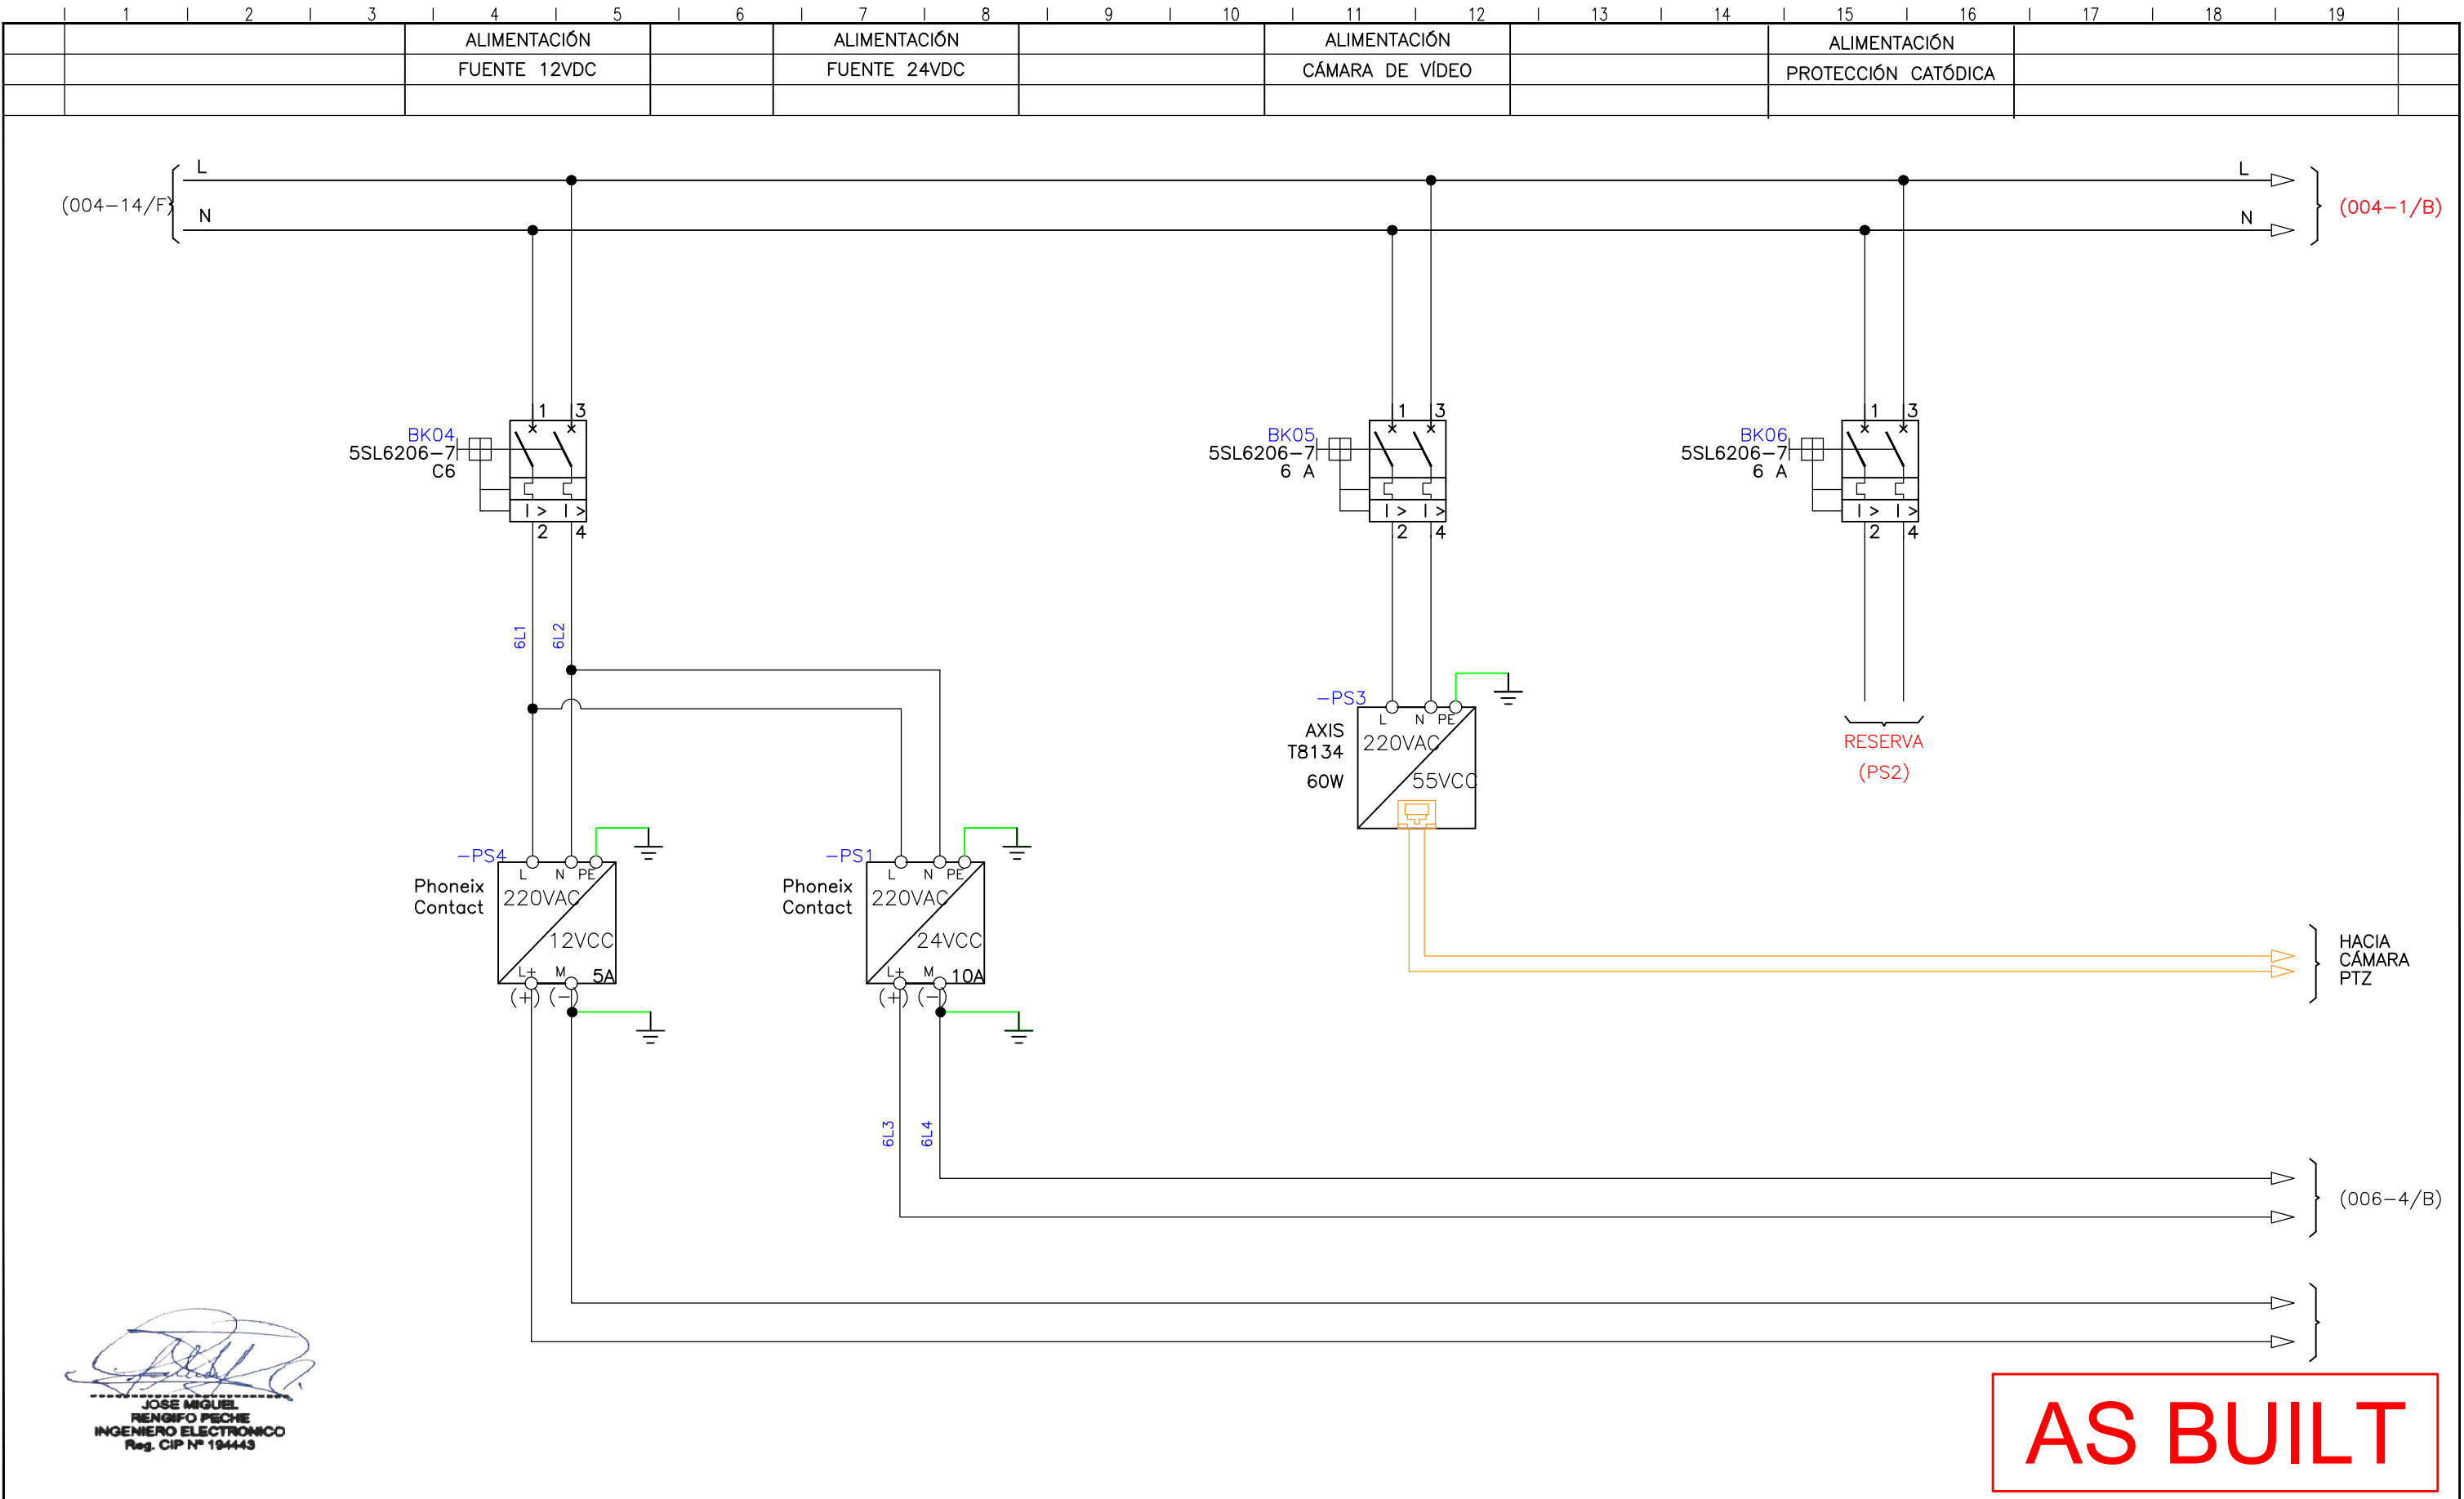 1 2 3 4 5 6 7 8 9 10 11 12 13 14 15 16 17 18 19
ALIMENTACIÓN
FUENTE 12VDC
ALIMENTACIÓN
FUENTE 24VDC
ALIMENTACIÓN
CÁMARA DE VÍDEO
ALIMENTACIÓN
PROTECCIÓN CATÓDICA
L
(004-14/F)
N
L
N
(004-1/B)
1 3
BK04
5SL6206-7
C6
I> I>
2 4
1 3
BK05
5SL6206-7
6 A
I> I>
2 4
1 3
BK06
5SL6206-7
6 A
I> I>
2 4
6L1
6L2
-PS3
L N PE
AXIS
T8134
60W
220VAC
55VCC
RESERVA
(PS2)
-PS4
L N PE
Phoneix
Contact
220VAC
12VCC
L+ M 5A
(+) (-)
-PS1
L N PE
Phoneix
Contact
220VAC
24VCC
L+ M 10A
(+) (-)
HACIA
CÁMARA
PTZ
6L3
6L4
(006-4/B)
JOSE MIGUEL
RENGIFO PECHE
INGENIERO ELECTRONICO
Reg. CIP N° 194443
AS BUILT